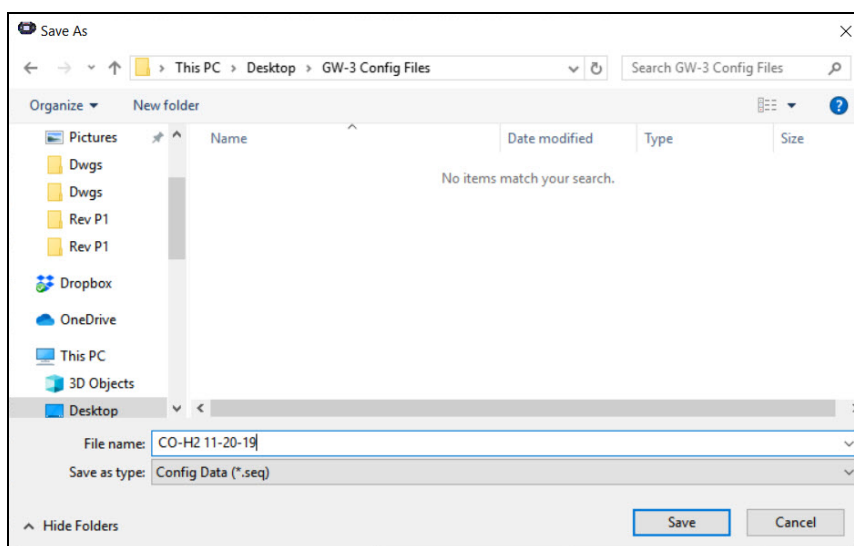 Save As
This PC > Desktop > GW-3 Config Files
Search GW-3 Config Files
Organize
New folder
Name
Date modified
Type
Size
No items match your search.
Pictures
Dwgs
Dwgs
Rev P1
Rev P1
Dropbox
OneDrive
This PC
3D Objects
Desktop
File name: CO-H2 11-20-19
Save as type: Config Data (*.seq)
Hide Folders
Save
Cancel